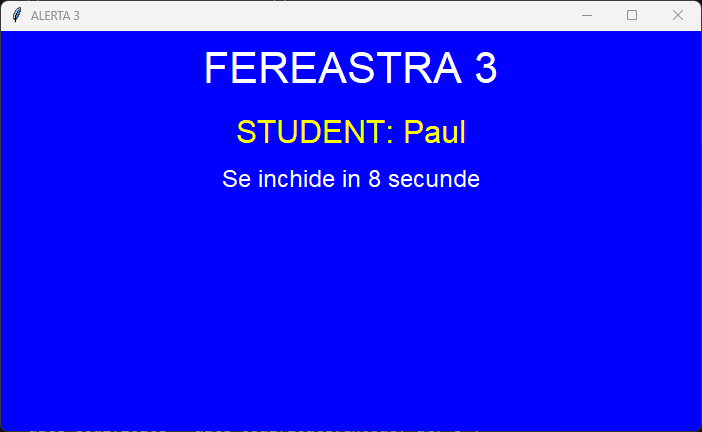 ALERTA 3
FEREASTRA 3
STUDENT: Paul
Se inchide in 8 secunde